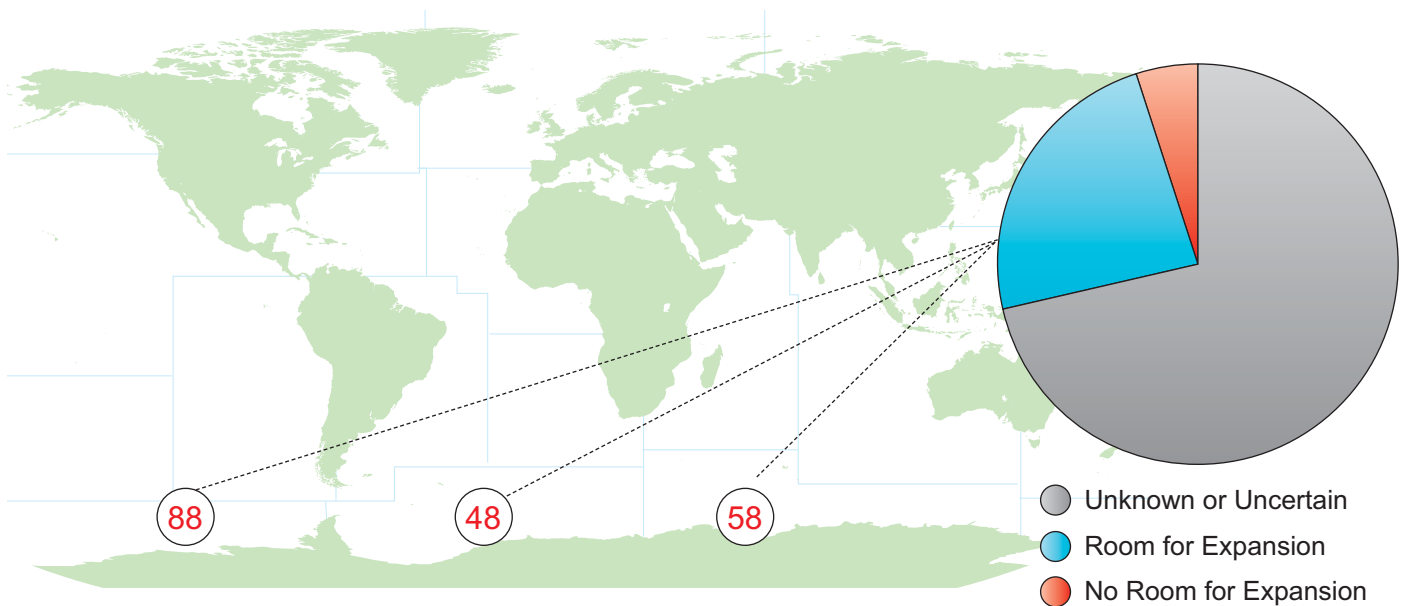 88
48
58
Unknown or Uncertain
Room for Expansion
No Room for Expansion